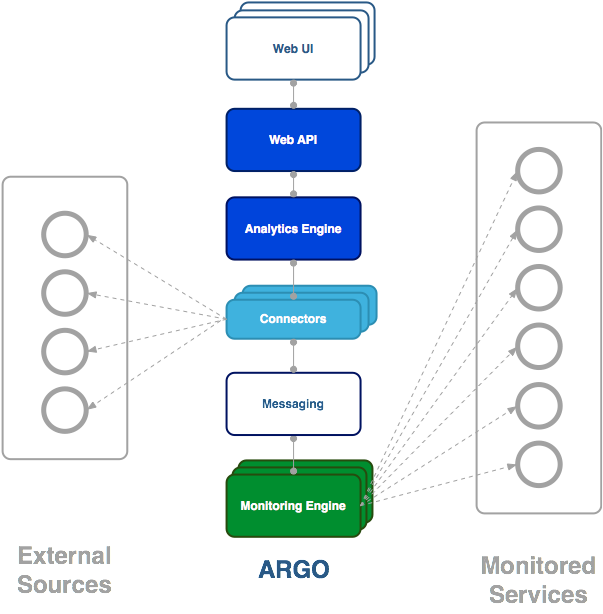 Web UI
Web API
Analytics Engine
Connectors
Messaging
Monitoring Engine
External
Sources
ARGO
Monitored
Services